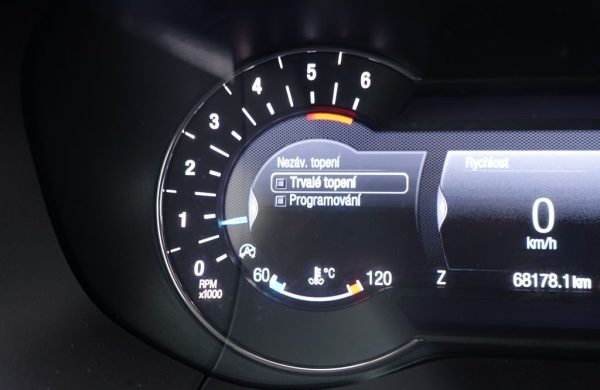 6
5
4
3
2
1
0
RPM
x1000
Nezáv. topení
Trvalé topení
Programování
60
°C
120
Rychlost
0
km/h
Z
68178.1 km